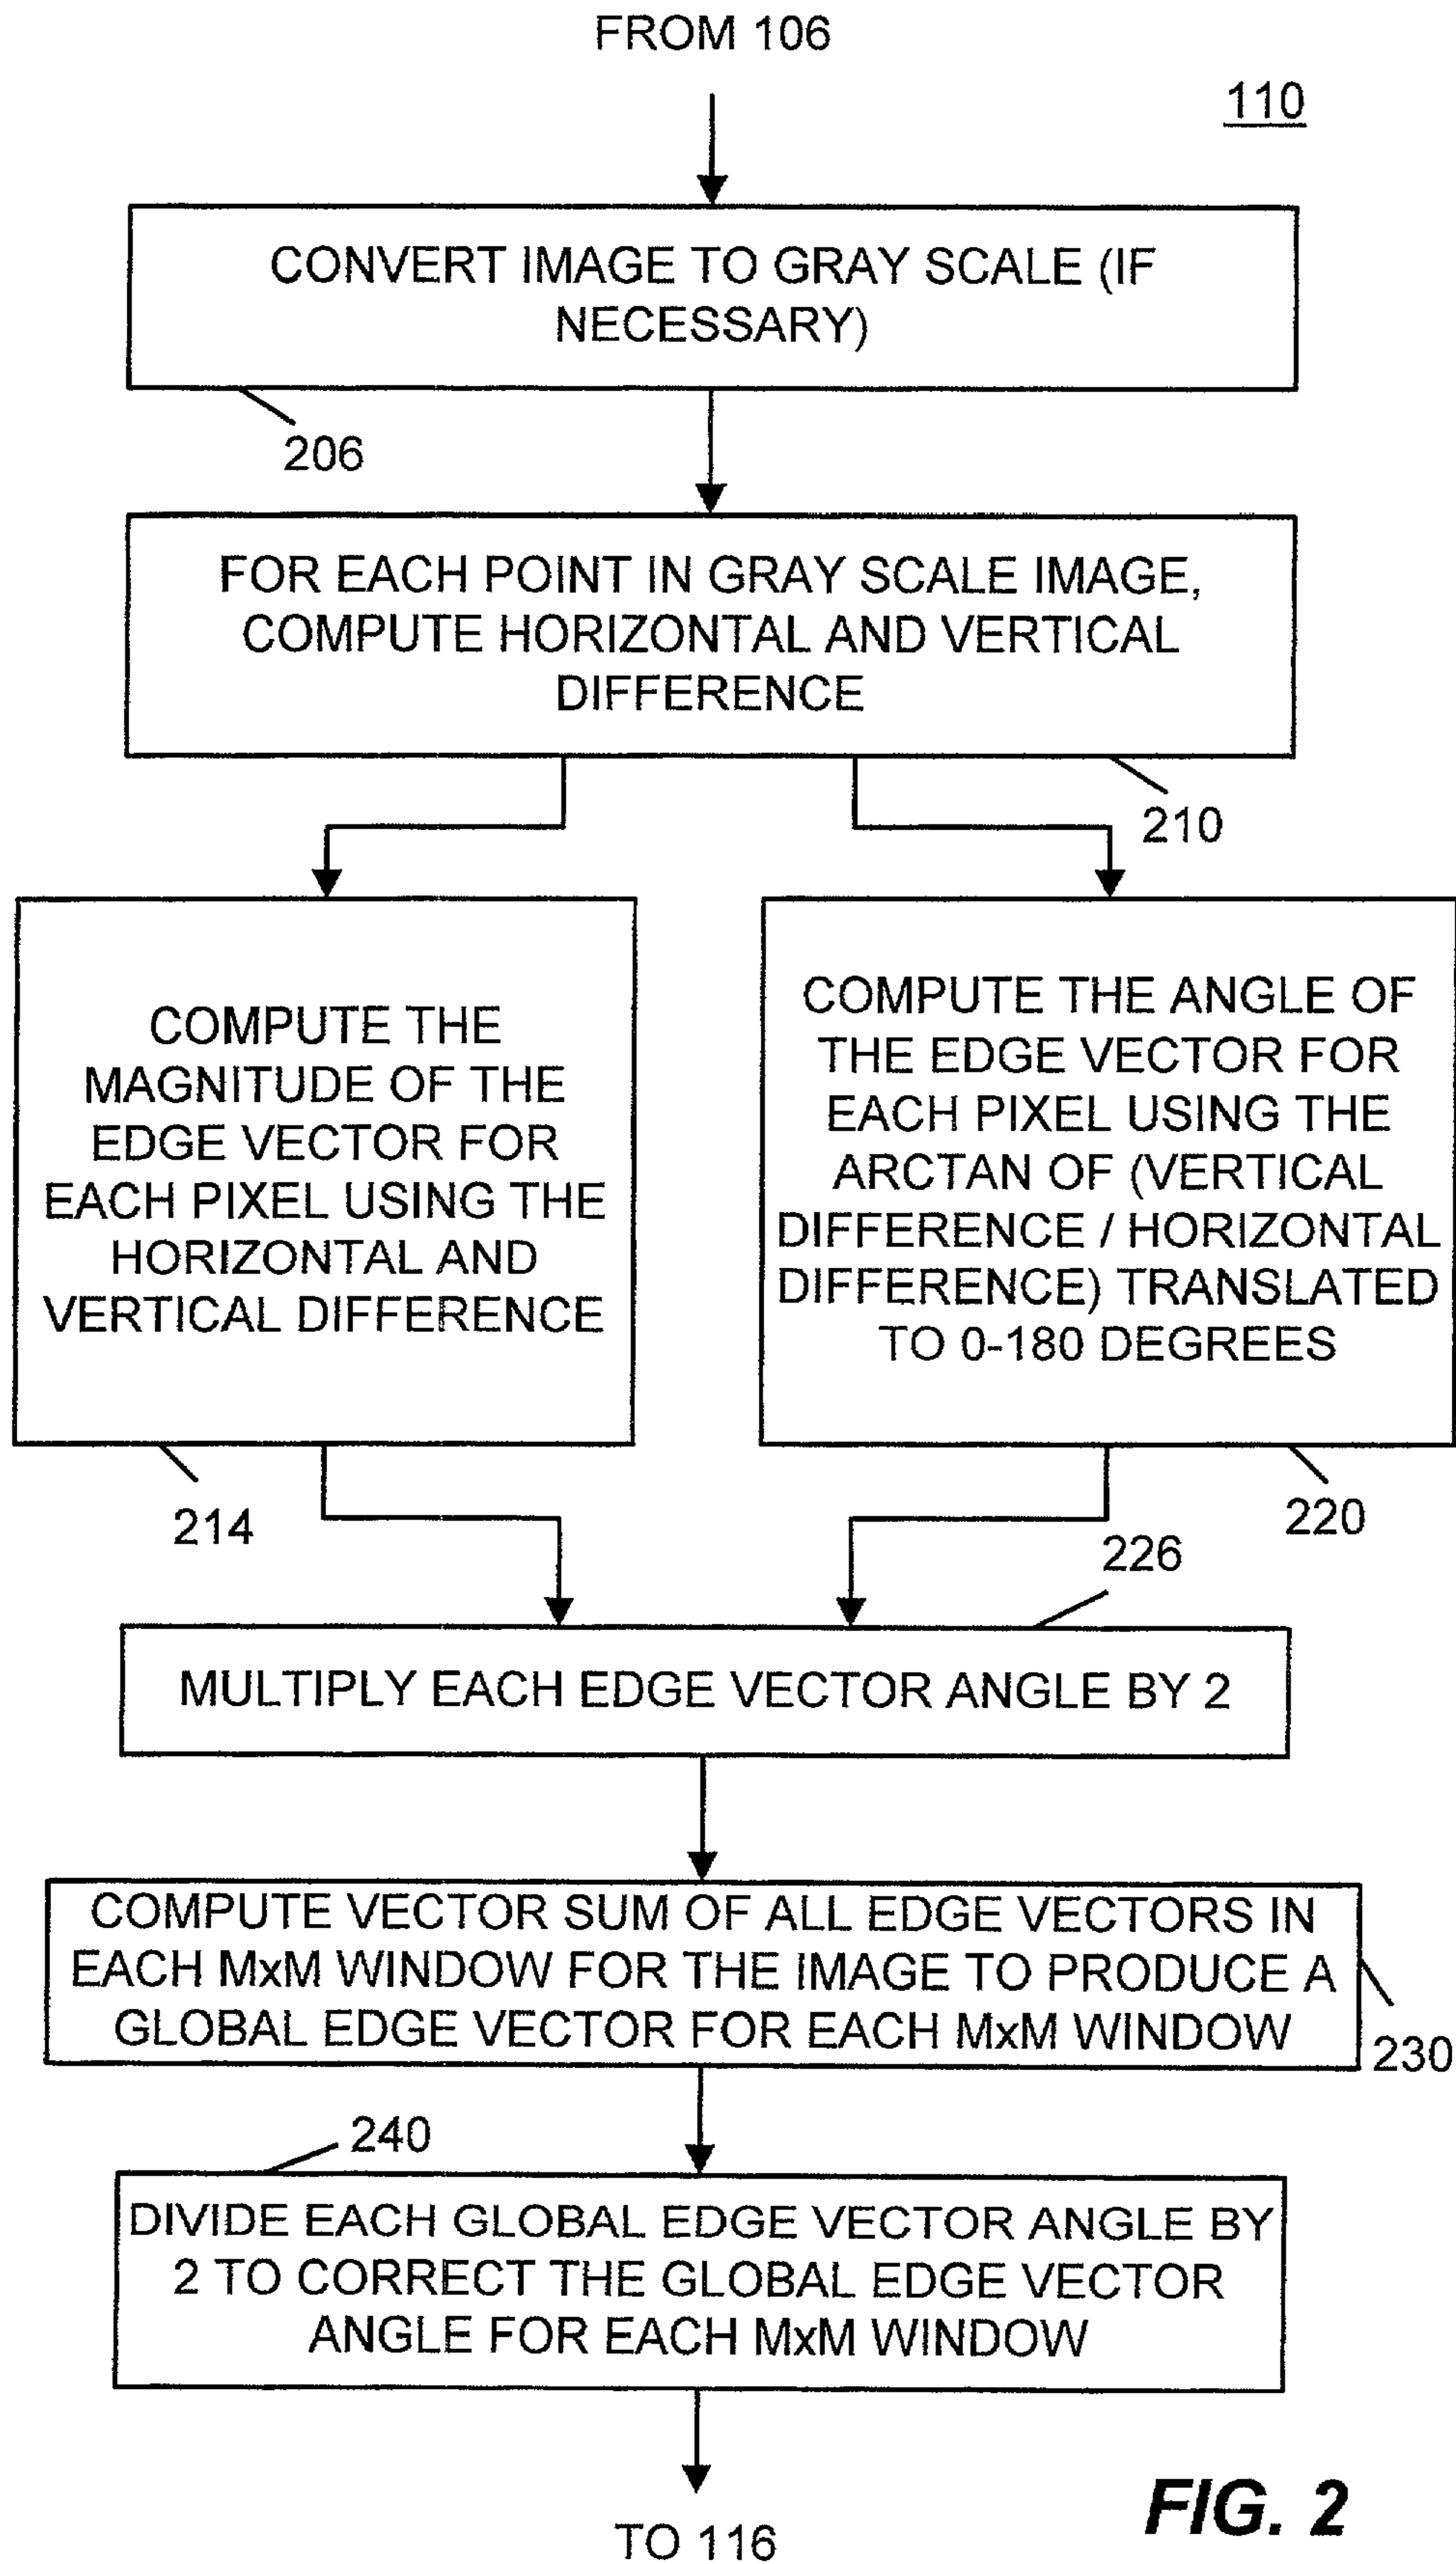 FROM 106
110
CONVERT IMAGE TO GRAY SCALE (IF
NECESSARY)
206
FOR EACH POINT IN GRAY SCALE IMAGE,
COMPUTE HORIZONTAL AND VERTICAL
DIFFERENCE
210
COMPUTE THE
MAGNITUDE OF THE
EDGE VECTOR FOR
EACH PIXEL USING THE
HORIZONTAL AND
VERTICAL DIFFERENCE
214
COMPUTE THE ANGLE OF
THE EDGE VECTOR FOR
EACH PIXEL USING THE
ARCTAN OF (VERTICAL
DIFFERENCE / HORIZONTAL
DIFFERENCE) TRANSLATED
TO 0-180 DEGREES
220
226
MULTIPLY EACH EDGE VECTOR ANGLE BY 2
COMPUTE VECTOR SUM OF ALL EDGE VECTORS IN
EACH MxM WINDOW FOR THE IMAGE TO PRODUCE A
GLOBAL EDGE VECTOR FOR EACH MxM WINDOW
230
240
DIVIDE EACH GLOBAL EDGE VECTOR ANGLE BY
2 TO CORRECT THE GLOBAL EDGE VECTOR
ANGLE FOR EACH MxM WINDOW
TO 116
FIG. 2